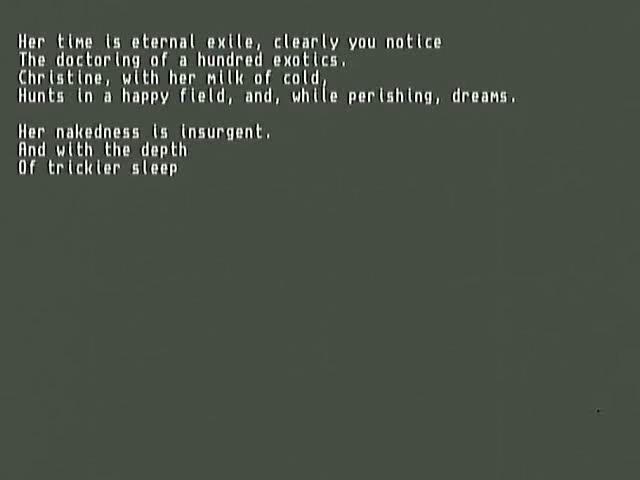 Her time is eternal exile, clearly you notice
The doctoring of a hundred exotics.
Christine, with her milk of cold,
Hunts in a happy field, and, while perishing, dreams.
Her nakedness is insurgent.
And with the depth
Of trickier sleep